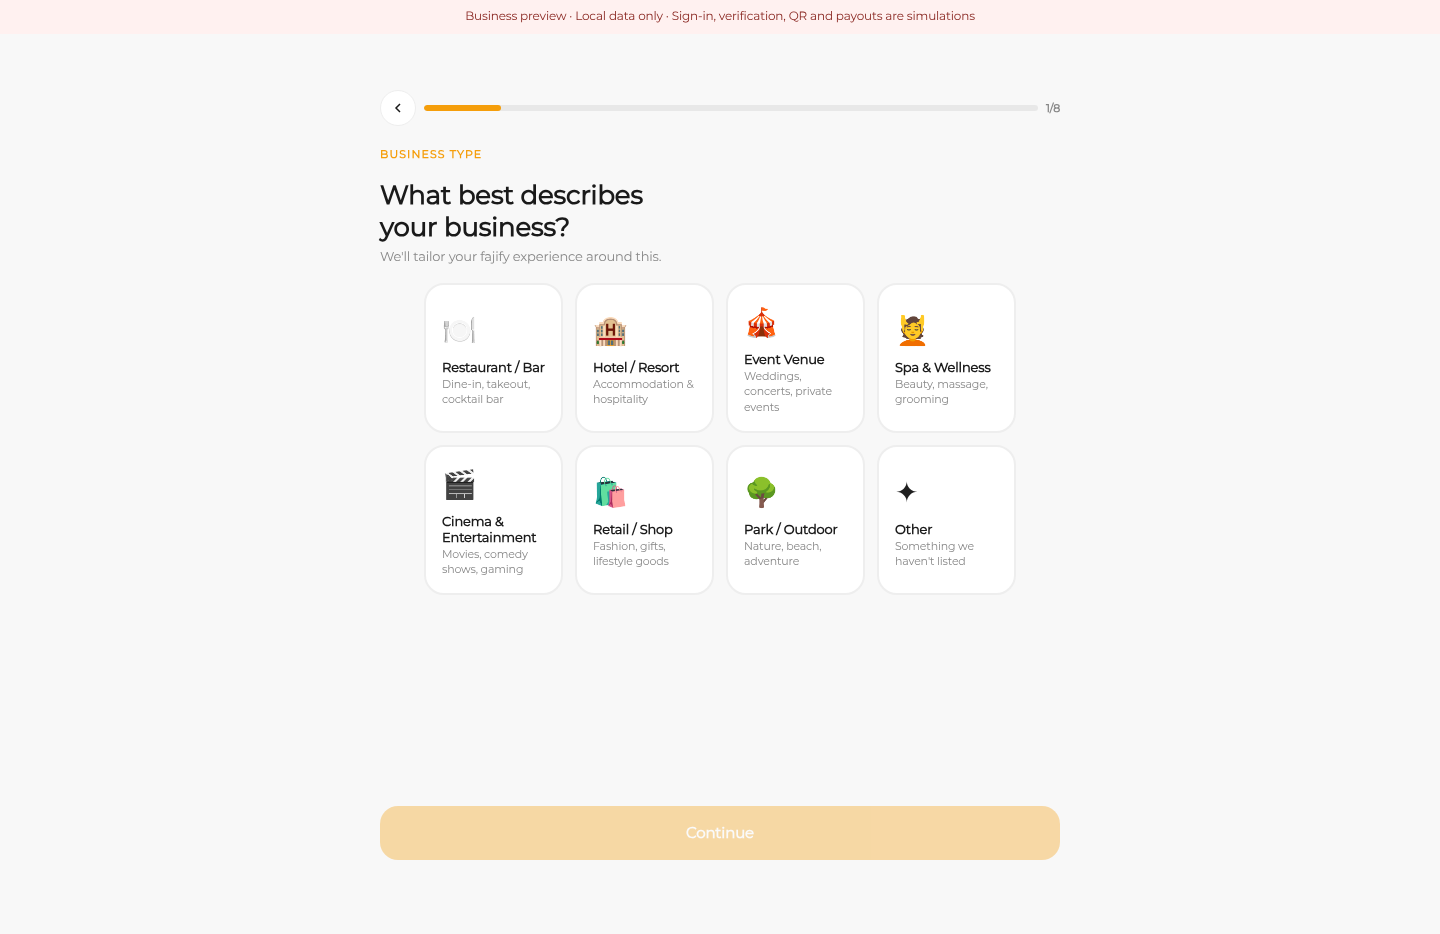 Business preview · Local data only · Sign-in, verification, QR and payouts are simulations
1/8
BUSINESS TYPE
What best describes
your business?
We'll tailor your fajify experience around this.
Restaurant / Bar
Dine-in, takeout,
cocktail bar
Hotel / Resort
Accommodation &
hospitality
Event Venue
Weddings,
concerts, private
events
Spa & Wellness
Beauty, massage,
grooming
Cinema &
Entertainment
Movies, comedy
shows, gaming
Retail / Shop
Fashion, gifts,
lifestyle goods
Park / Outdoor
Nature, beach,
adventure
Other
Something we
haven't listed
Continue